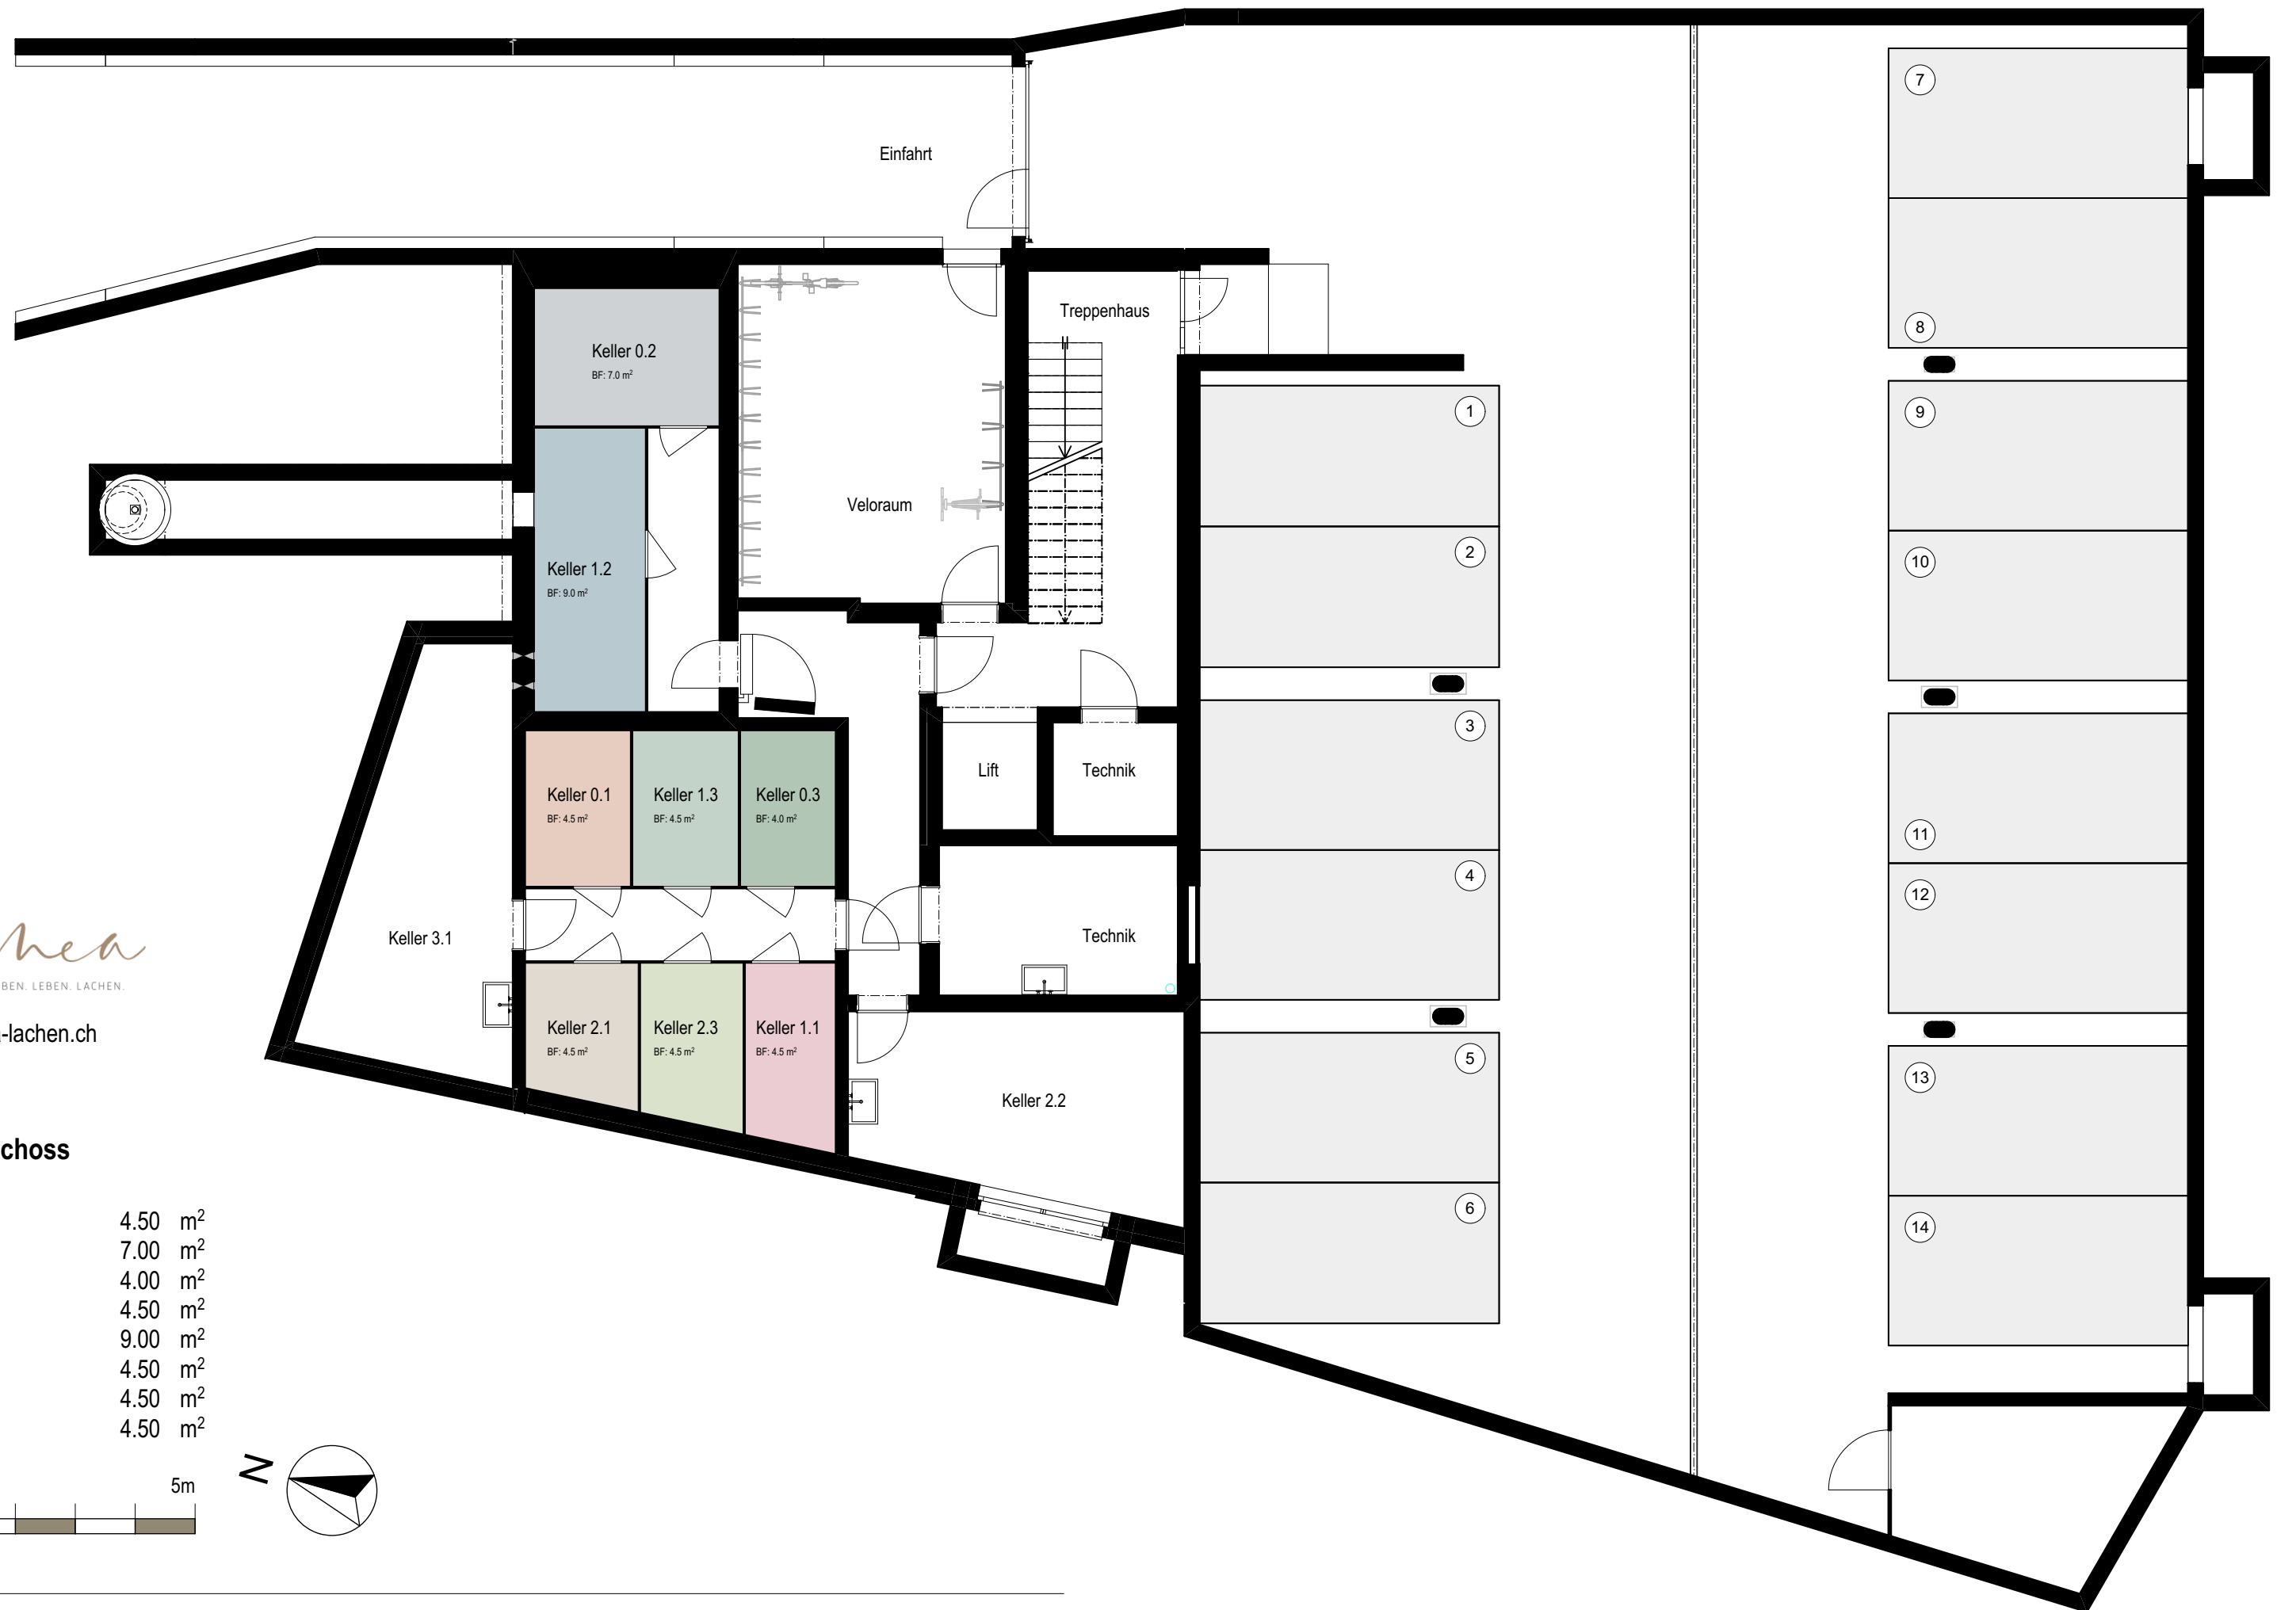 Einfahrt
7
8
Treppenhaus
Keller 0.2
BF: 7.0 m²
1
9
Veloraum
2
10
Keller 1.2
BF: 9.0 m²
3
Lift
Technik
Keller 0.1
BF: 4.5 m²
Keller 1.3
BF: 4.5 m²
Keller 0.3
BF: 4.0 m²
11
4
12
Keller 3.1
Technik
BEN. LEBEN. LACHEN.
a-lachen.ch
Keller 2.1
BF: 4.5 m²
Keller 2.3
BF: 4.5 m²
Keller 1.1
BF: 4.5 m²
Keller 2.2
5
13
choss
6
14
4.50 m²
7.00 m²
4.00 m²
4.50 m²
9.00 m²
4.50 m²
4.50 m²
4.50 m²
N
5m